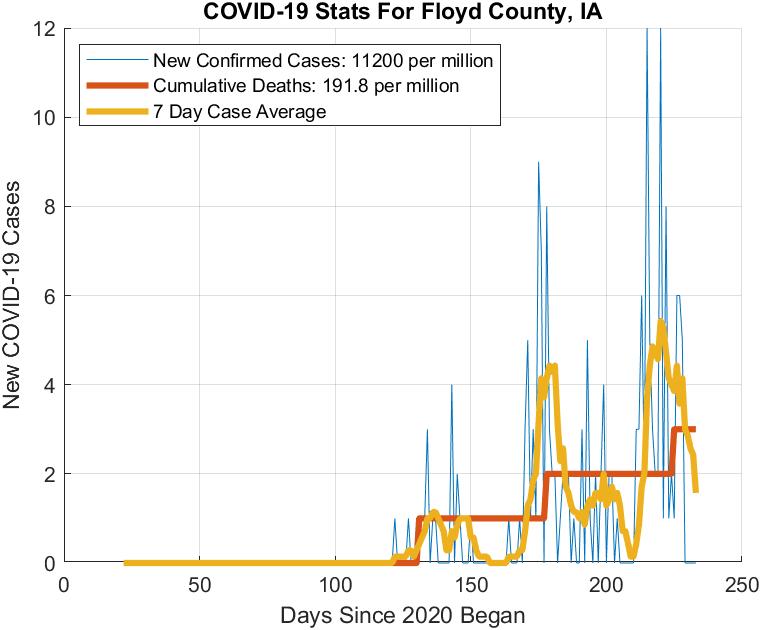 COVID-19 Stats For Floyd County, IA
New Confirmed Cases: 11200 per million
Cumulative Deaths: 191.8 per million
7 Day Case Average
New COVID-19 Cases
12
10
8
6
4
2
0
0 50 100 150 200 250
Days Since 2020 Began